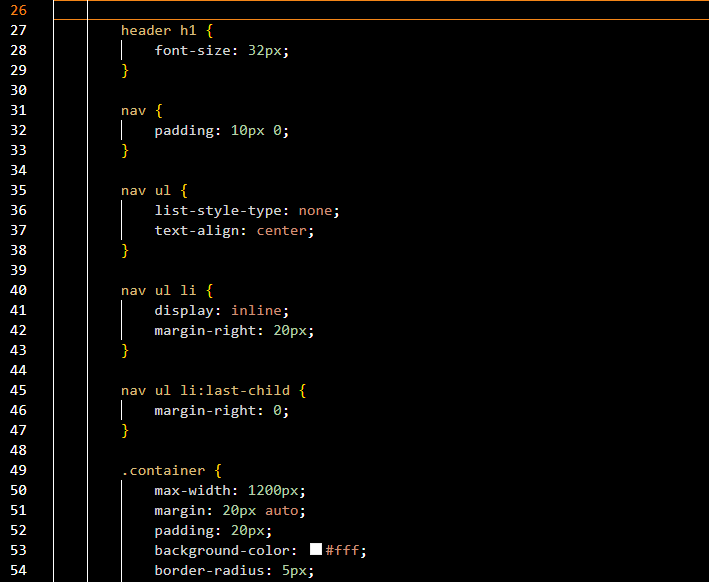 26
27 header h1 {
28 font-size: 32px;
29 }
30
31 nav {
32 padding: 10px 0;
33 }
34
35 nav ul {
36 list-style-type: none;
37 text-align: center;
38 }
39
40 nav ul li {
41 display: inline;
42 margin-right: 20px;
43 }
44
45 nav ul li:last-child {
46 margin-right: 0;
47 }
48
49 .container {
50 max-width: 1200px;
51 margin: 20px auto;
52 padding: 20px;
53 background-color: #fff;
54 border-radius: 5px;